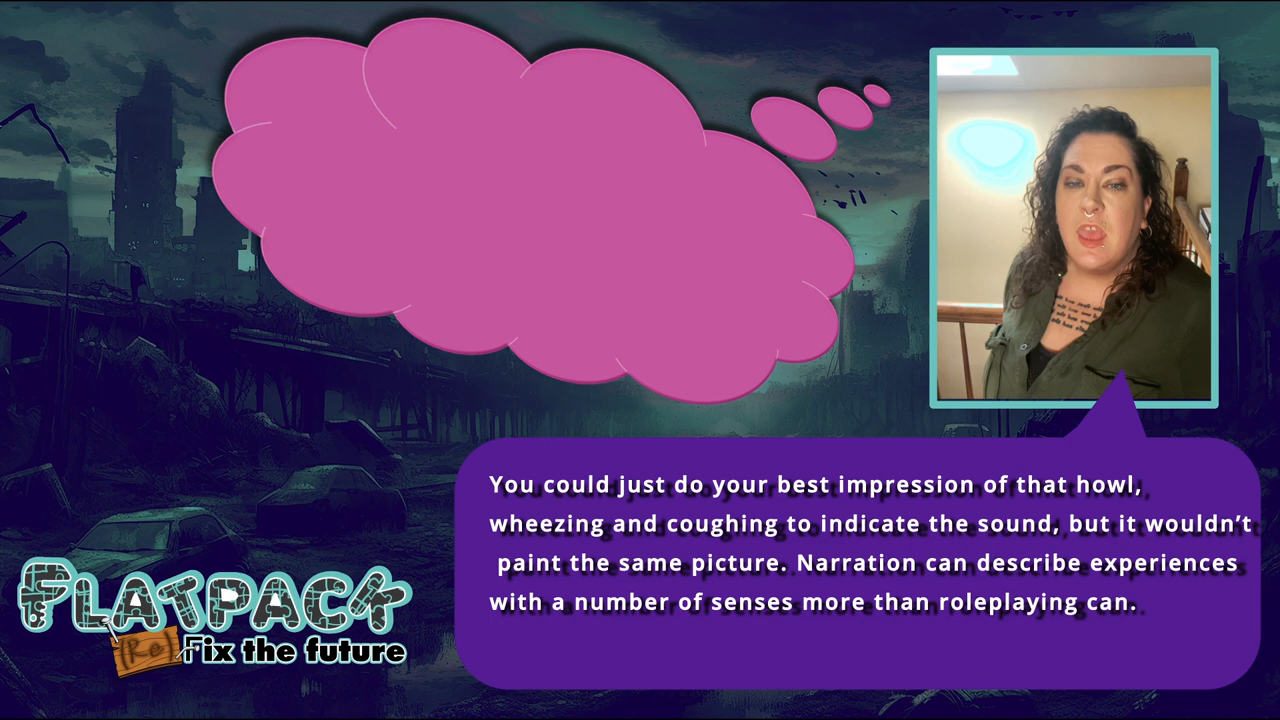 You could just do your best impression of that howl,
wheezing and coughing to indicate the sound, but it wouldn’t
paint the same picture. Narration can describe experiences
with a number of senses more than roleplaying can.
FLATPACK
(Re) Fix the future